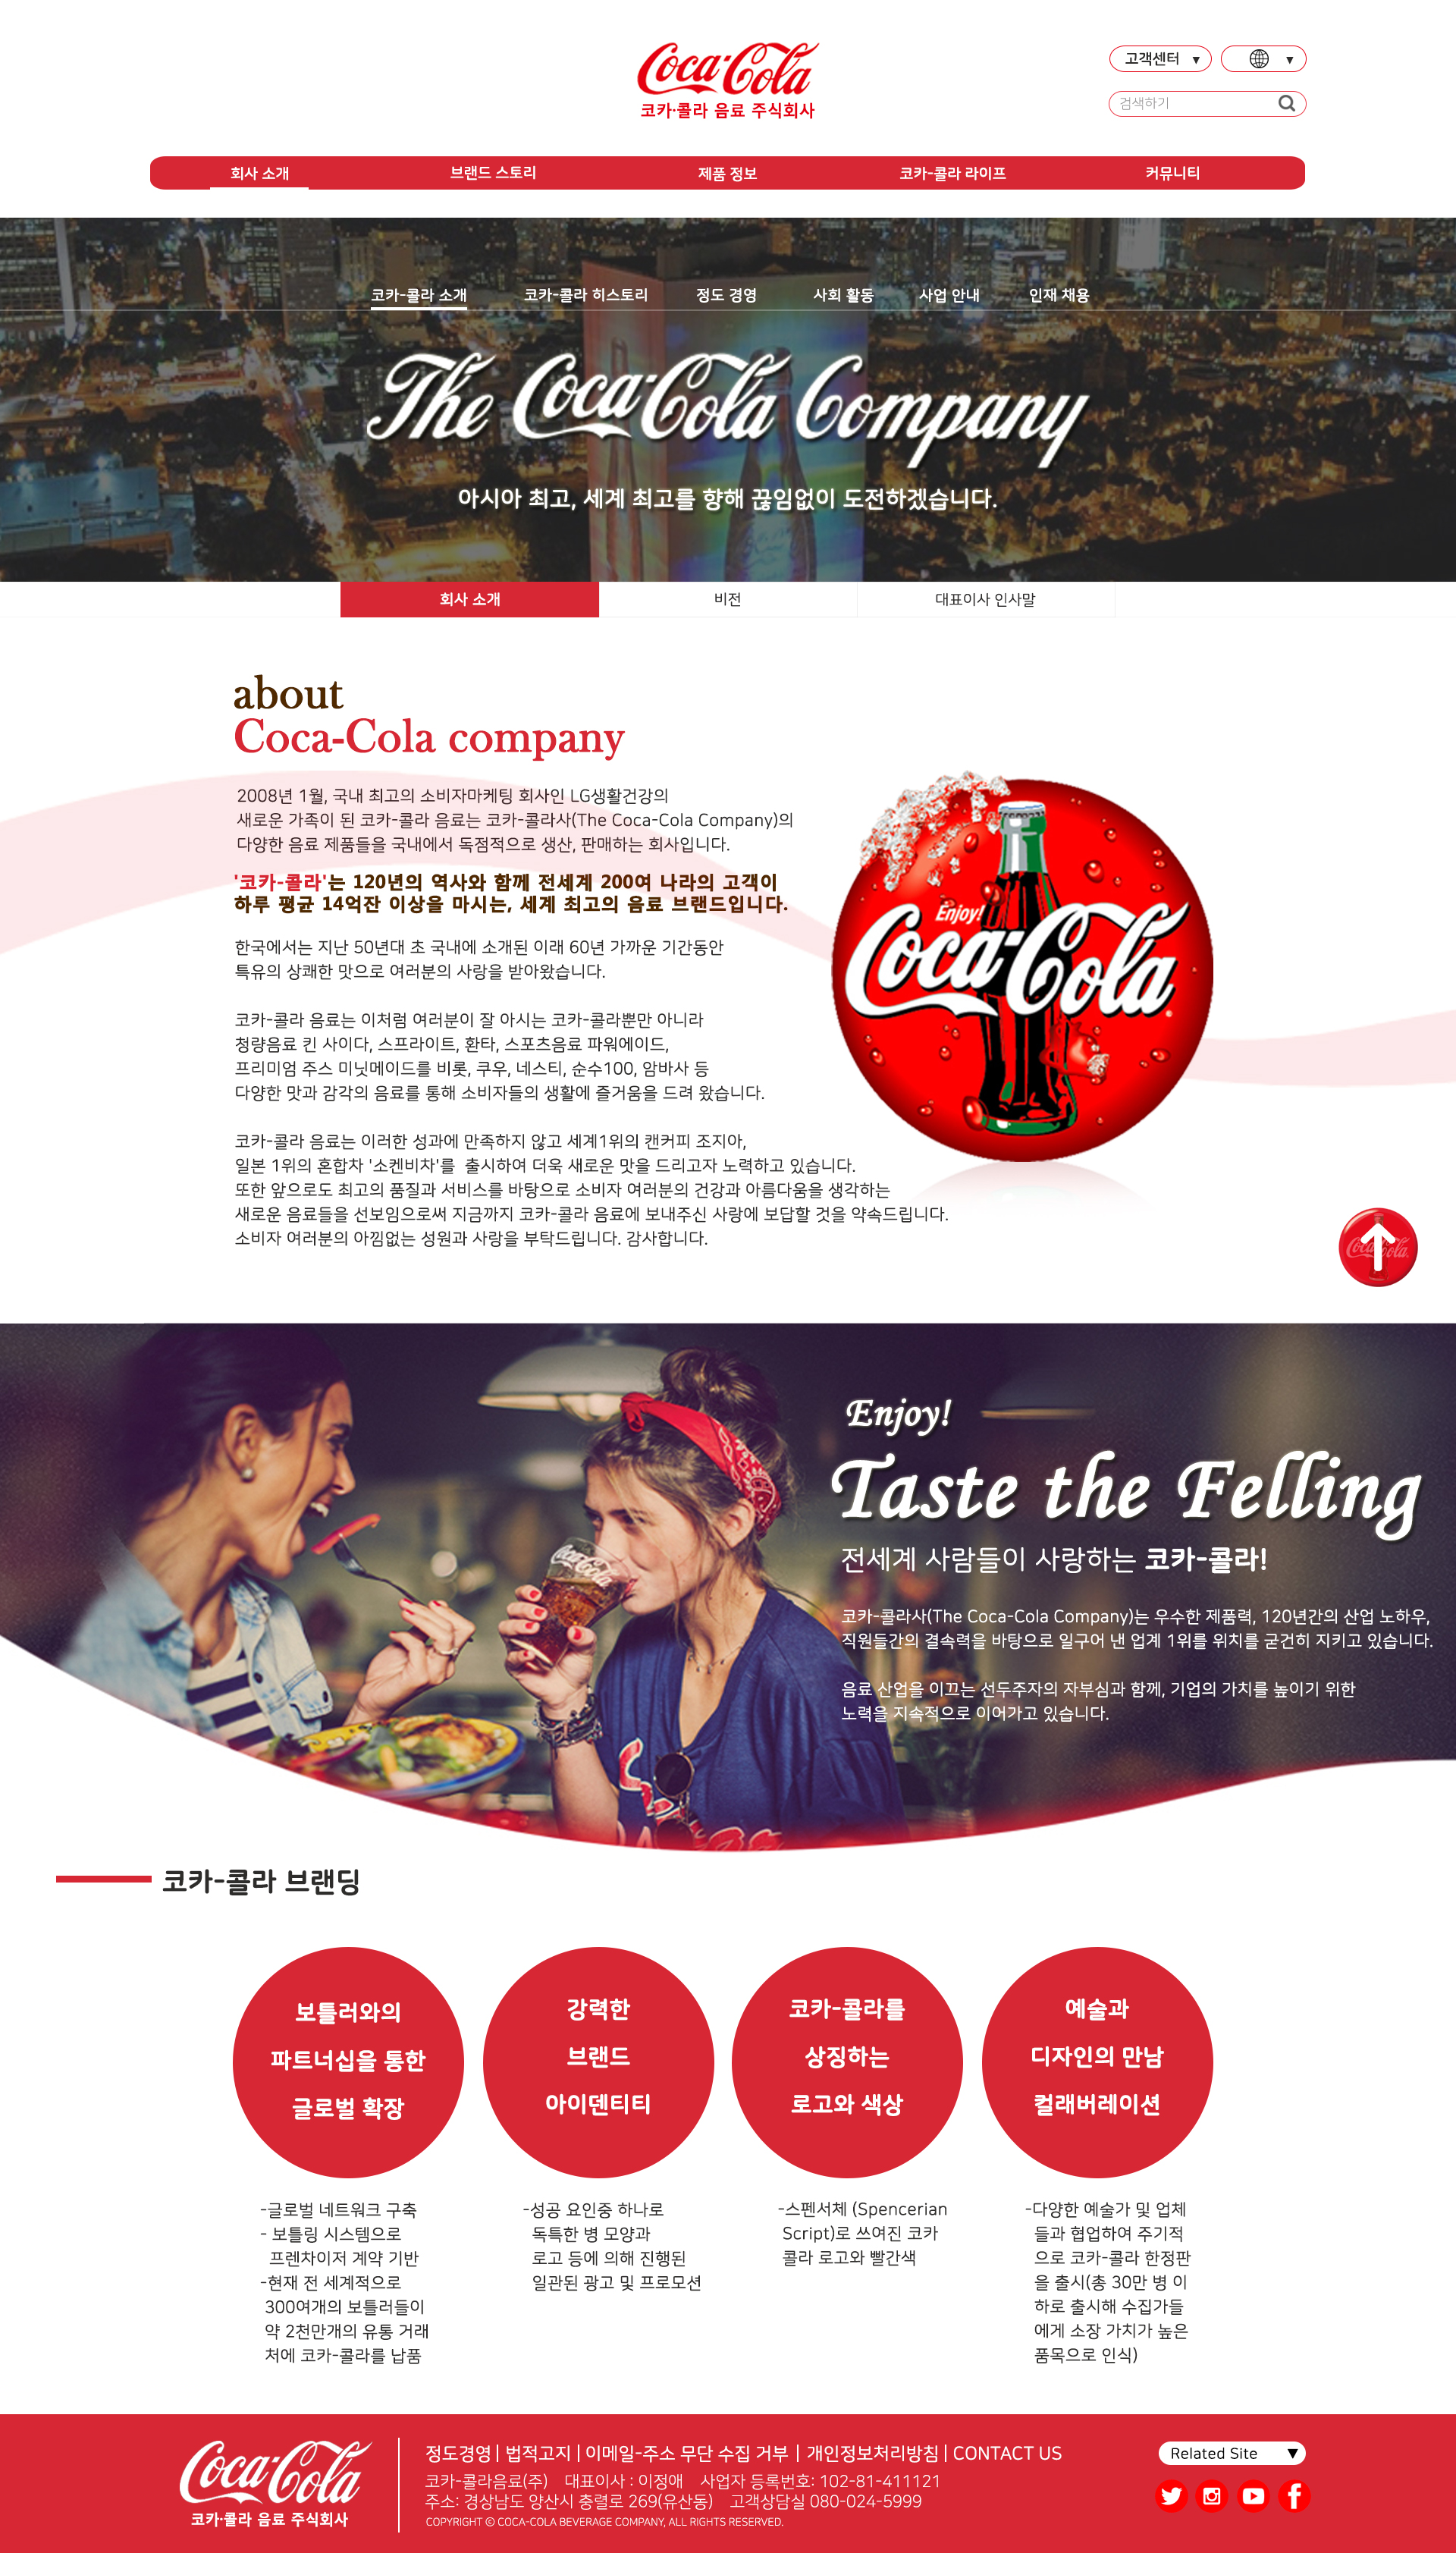 Coca-Cola
코카·콜라 음료 주식회사
고객센터 ▼
▼
검색하기
회사 소개
브랜드 스토리
제품 정보
코카-콜라 라이프
커뮤니티
코카-콜라 소개
코카-콜라 히스토리
정도 경영
사회 활동
사업 안내
인재 채용
The Coca-Cola Company
아시아 최고, 세계 최고를 향해 끊임없이 도전하겠습니다.
회사 소개
비전
대표이사 인사말
about
Coca-Cola company
2008년 1월, 국내 최고의 소비자마케팅 회사인 LG생활건강의
새로운 가족이 된 코카-콜라 음료는 코카-콜라사(The Coca-Cola Company)의
다양한 음료 제품들을 국내에서 독점적으로 생산, 판매하는 회사입니다.
'코카-콜라'는 120년의 역사와 함께 전세계 200여 나라의 고객이
하루 평균 14억잔 이상을 마시는, 세계 최고의 음료 브랜드입니다.
한국에서는 지난 50년대 초 국내에 소개된 이래 60년 가까운 기간동안
특유의 상쾌한 맛으로 여러분의 사랑을 받아왔습니다.
코카-콜라 음료는 이처럼 여러분이 잘 아시는 코카-콜라뿐만 아니라
청량음료 킨 사이다, 스프라이트, 환타, 스포츠음료 파워에이드,
프리미엄 주스 미닛메이드를 비롯, 쿠우, 네스티, 순수100, 암바사 등
다양한 맛과 감각의 음료를 통해 소비자들의 생활에 즐거움을 드려 왔습니다.
코카-콜라 음료는 이러한 성과에 만족하지 않고 세계1위의 캔커피 조지아,
일본 1위의 혼합차 '소켄비차'를  출시하여 더욱 새로운 맛을 드리고자 노력하고 있습니다.
또한 앞으로도 최고의 품질과 서비스를 바탕으로 소비자 여러분의 건강과 아름다움을 생각하는
새로운 음료들을 선보임으로써 지금까지 코카-콜라 음료에 보내주신 사랑에 보답할 것을 약속드립니다.
소비자 여러분의 아낌없는 성원과 사랑을 부탁드립니다. 감사합니다.
Enjoy!
Coca-Cola
Coca-Cola
Enjoy!
Taste the Felling
전세계 사람들이 사랑하는 코카-콜라!
코카-콜라사(The Coca-Cola Company)는 우수한 제품력, 120년간의 산업 노하우,
직원들간의 결속력을 바탕으로 일구어 낸 업계 1위를 위치를 굳건히 지키고 있습니다.
음료 산업을 이끄는 선두주자의 자부심과 함께, 기업의 가치를 높이기 위한
노력을 지속적으로 이어가고 있습니다.
Coca-Cola
코카-콜라 브랜딩
보틀러와의
파트너십을 통한
글로벌 확장
-글로벌 네트워크 구축
- 보틀링 시스템으로
프렌차이저 계약 기반
-현재 전 세계적으로
300여개의 보틀러들이
약 2천만개의 유통 거래
처에 코카-콜라를 납품
강력한
브랜드
아이덴티티
-성공 요인중 하나로
독특한 병 모양과
로고 등에 의해 진행된
일관된 광고 및 프로모션
코카-콜라를
상징하는
로고와 색상
-스펜서체 (Spencerian
Script)로 쓰여진 코카
콜라 로고와 빨간색
예술과
디자인의 만남
컬래버레이션
-다양한 예술가 및 업체
들과 협업하여 주기적
으로 코카-콜라 한정판
을 출시(총 30만 병 이
하로 출시해 수집가들
에게 소장 가치가 높은
품목으로 인식)
Coca-Cola
코카·콜라 음료 주식회사
정도경영 | 법적고지 | 이메일-주소 무단 수집 거부 | 개인정보처리방침 | CONTACT US
코카-콜라음료(주) 대표이사 : 이정애 사업자 등록번호: 102-81-411121
주소: 경상남도 양산시 충렬로 269(유산동) 고객상담실 080-024-5999
COPYRIGHT © COCA-COLA BEVERAGE COMPANY, ALL RIGHTS RESERVED.
Related Site ▼